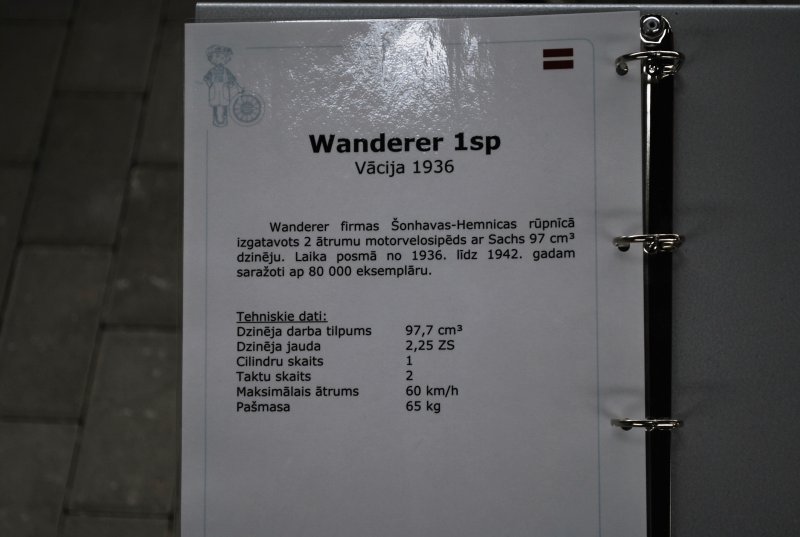 Wanderer 1sp
Vācija 1936
Wanderer firmas Šonhavas-Hemnicas rūpnīcā
izgatavots 2 ātrumu motorvelosipēds ar Sachs 97 cm³
dzinēju. Laika posmā no 1936. līdz 1942. gadam
saražoti ap 80 000 eksemplāru.
Tehniskie dati:
Dzinēja darba tilpums 97,7 cm³
Dzinēja jauda 2,25 ZS
Cilindru skaits 1
Taktu skaits 2
Maksimālais ātrums 60 km/h
Pašmasa 65 kg